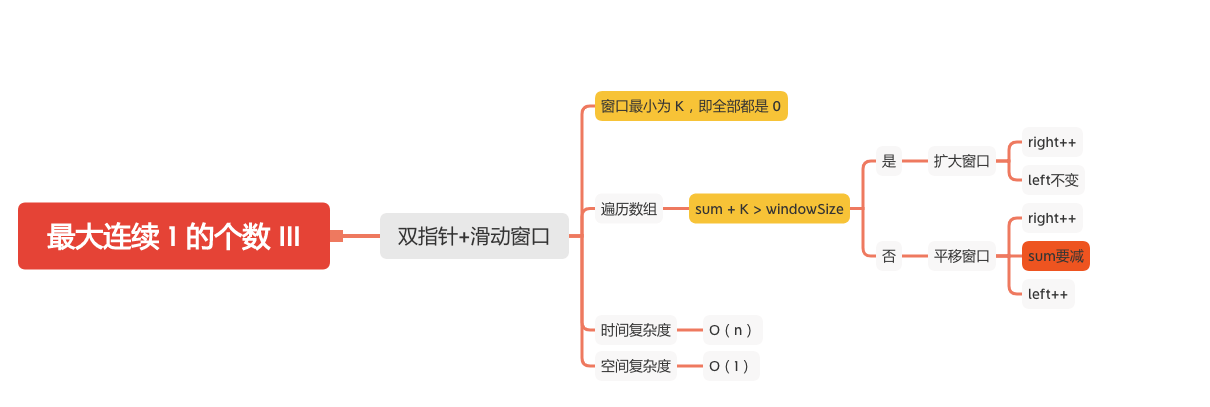 最大连续 1 的个数 III
双指针+滑动窗口
窗口最小为 K，即全部都是 0
遍历数组
sum + K > windowSize
是
扩大窗口
right++
left不变
否
平移窗口
right++
sum要减
left++
时间复杂度
O（n）
空间复杂度
O（1）